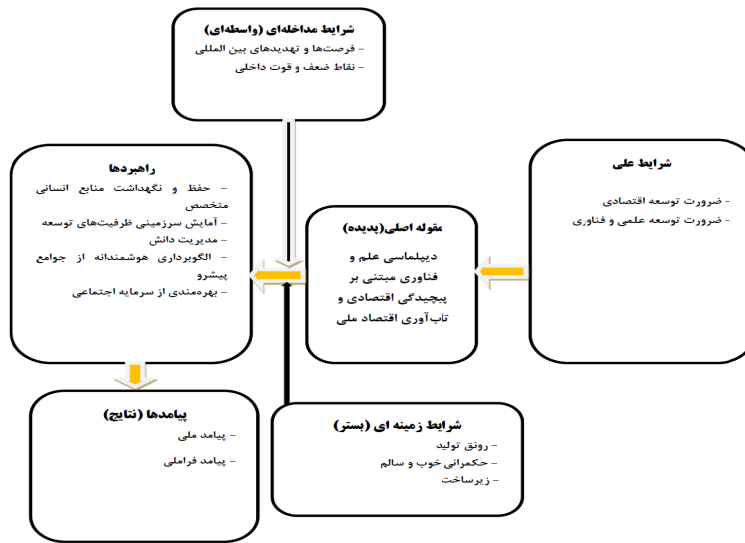 شرایط مداخله‌ای (واسطه‌ای)
– فرصت‌ها و تهدیدهای بین المللی
– نقاط ضعف و قوت داخلی
شرایط علی
– ضرورت توسعه اقتصادی
– ضرورت توسعه علمی و فناوری
مقوله اصلی(پدیده)
دیپلماسی علم و
فناوری مبتنی بر
پیچیدگی اقتصادی و
تاب‌آوری اقتصاد ملی
راهبردها
– حفظ و نگهداشت منابع انسانی
متخصص
– آمایش سرزمینی ظرفیت‌های توسعه
– مدیریت دانش
– الگوبرداری هوشمندانه از جوامع
پیشرو
– بهره‌مندی از سرمایه اجتماعی
شرایط زمینه ای (بستر)
– رونق تولید
– حکمرانی خوب و سالم
– زیرساخت
پیامدها (نتایج)
– پیامد ملی
– پیامد فراملی